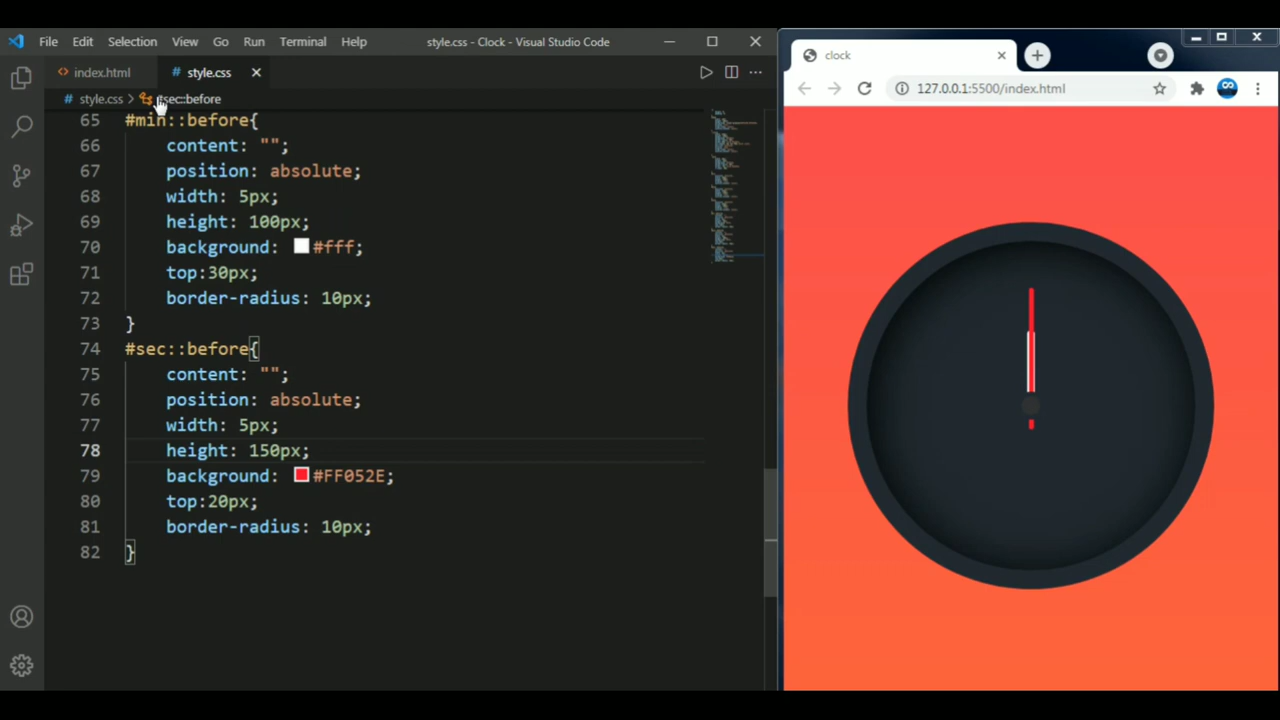 File Edit Selection View Go Run Terminal Help style.css - Clock - Visual Studio Code
index.html style.css
# style.css > #sec::before
65 #min::before{
66 content: "";
67 position: absolute;
68 width: 5px;
69 height: 100px;
70 background: #fff;
71 top:30px;
72 border-radius: 10px;
73 }
74 #sec::before{
75 content: "";
76 position: absolute;
77 width: 5px;
78 height: 150px;
79 background: #FF052E;
80 top:20px;
81 border-radius: 10px;
82 }
clock
127.0.0.1:5500/index.html